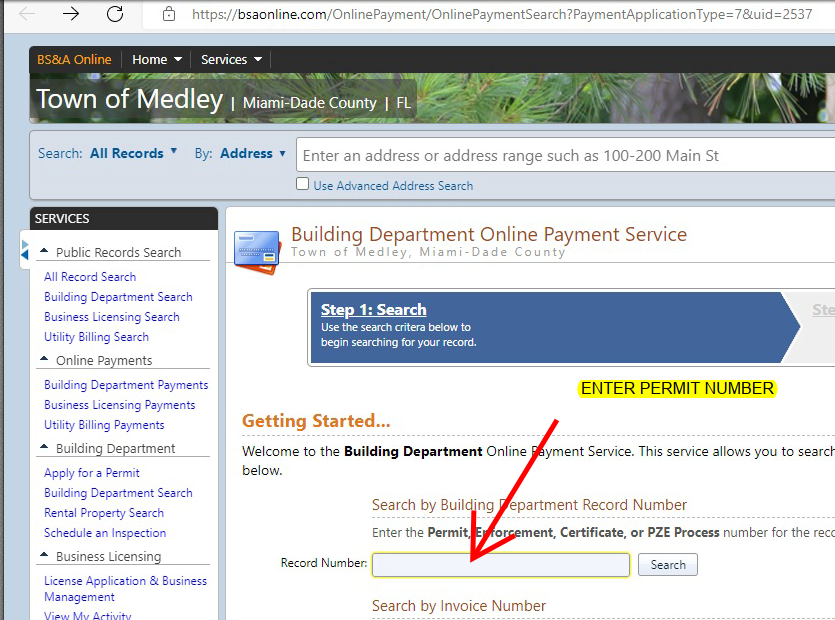 https://bsaonline.com/OnlinePayment/OnlinePaymentSearch?PaymentApplicationType=7&uid=2537
BS&A Online Home Services
Town of Medley | Miami-Dade County | FL
Search: All Records By: Address Enter an address or address range such as 100-200 Main St
Use Advanced Address Search
SERVICES
Public Records Search
All Record Search
Building Department Search
Business Licensing Search
Utility Billing Search
Online Payments
Building Department Payments
Business Licensing Payments
Utility Billing Payments
Building Department
Apply for a Permit
Building Department Search
Rental Property Search
Schedule an Inspection
Business Licensing
License Application & Business
Management
View My Activity
Building Department Online Payment Service
Town of Medley, Miami-Dade County
Step 1: Search
Use the search critera below to
begin searching for your record.
Ste
ENTER PERMIT NUMBER
Getting Started...
Welcome to the Building Department Online Payment Service. This service allows you to search
below.
Search by Building Department Record Number
Enter the Permit, Enforcement, Certificate, or PZE Process number for the reco
Record Number: Search
Search by Invoice Number